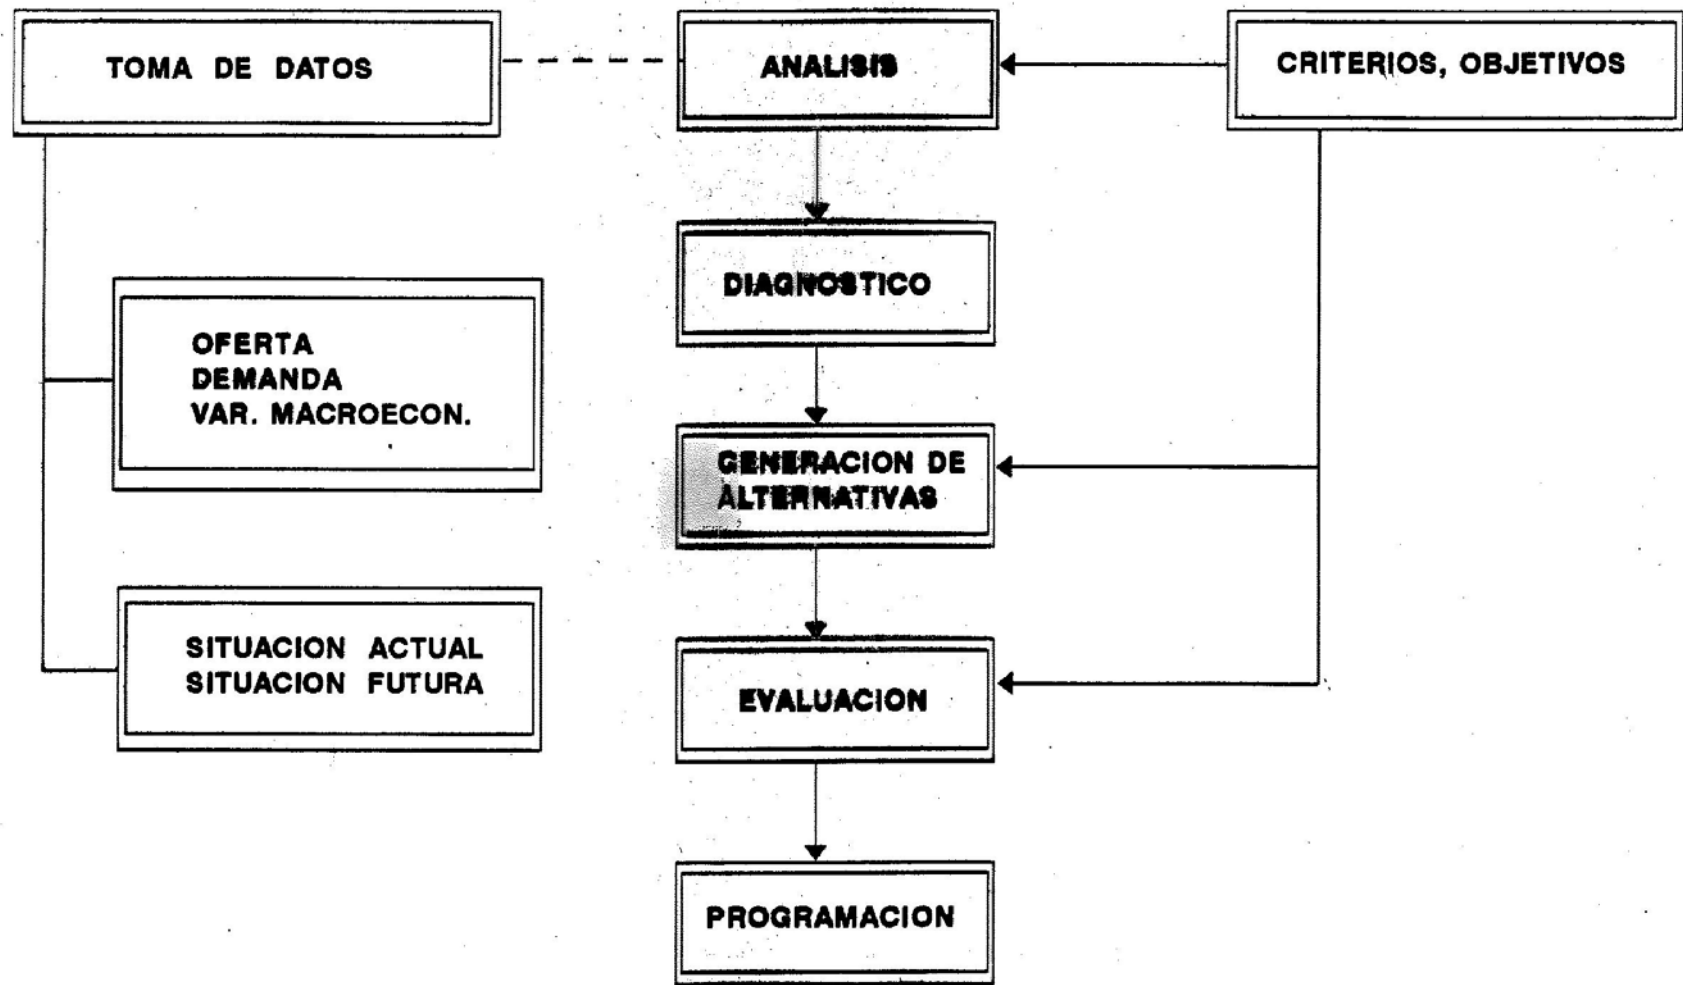 TOMA DE DATOS
ANALISIS
CRITERIOS, OBJETIVOS
DIAGNOSTICO
OFERTA
DEMANDA
VAR. MACROECON.
GENERACION DE
ALTERNATIVAS
SITUACION ACTUAL
SITUACION FUTURA
EVALUACION
PROGRAMACION